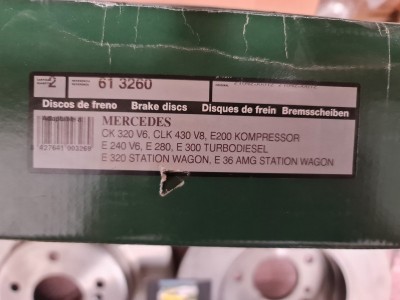 2
61 3260
Discos de freno Brake discs Disques de frein Bremsscheiben
MERCEDES
CK 320 V6, CLK 430 V8, E200 KOMPRESSOR
E 240 V6, E 280, E 300 TURBODIESEL
E 320 STATION WAGON, E 36 AMG STATION WAGON